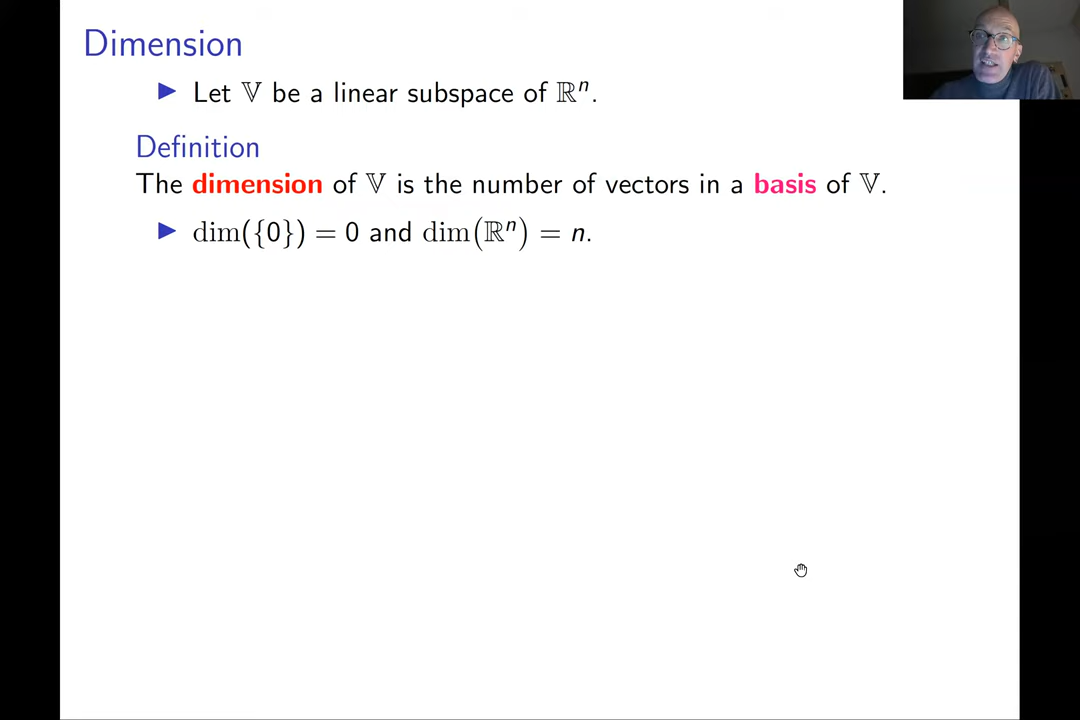 Dimension
▶ Let 𝕍 be a linear subspace of ℝⁿ.
Definition
The dimension of 𝕍 is the number of vectors in a basis of 𝕍.
▶ dim({0}) = 0 and dim(ℝⁿ) = n.